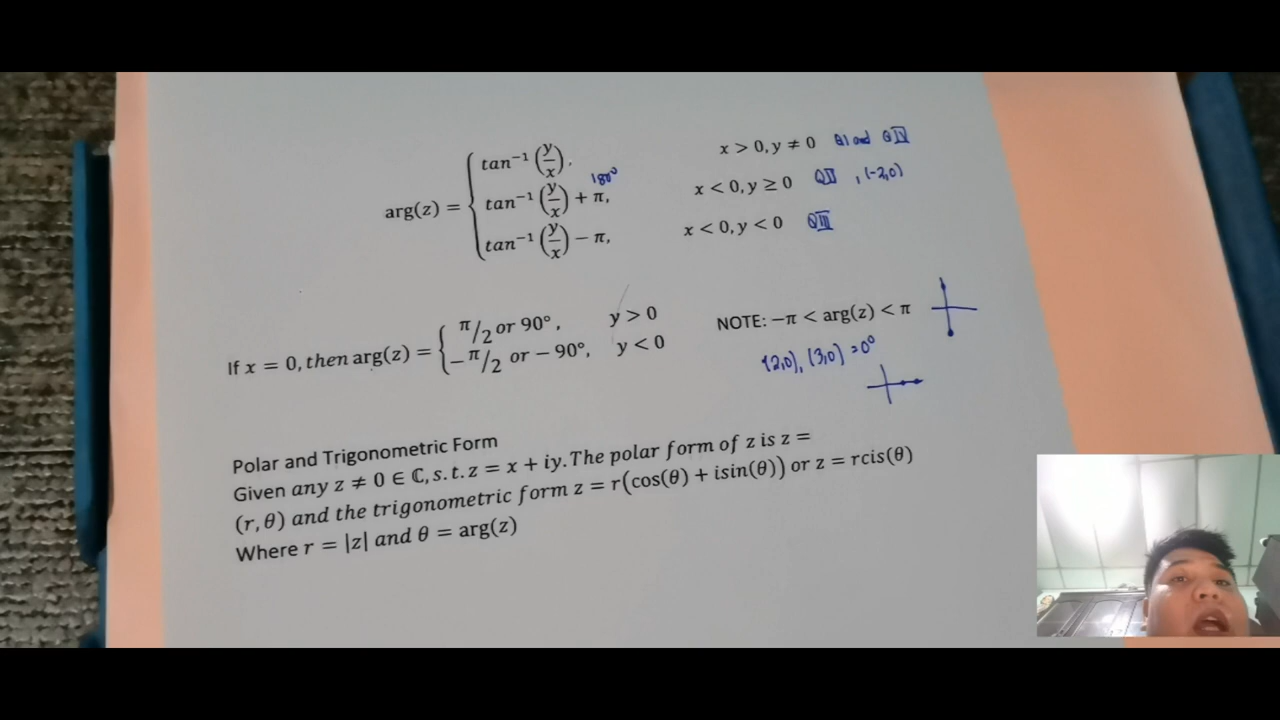 arg(z) = { tan⁻¹(y/x), x > 0, y ≠ 0 QI and QIV
tan⁻¹(y/x) + π, 180° x < 0, y ≥ 0 QII , (-2,0)
tan⁻¹(y/x) − π, x < 0, y < 0 QIII
If x = 0, then arg(z) = { π/2 or 90°, y > 0
−π/2 or − 90°, y < 0
NOTE: −π < arg(z) < π
(2,0), (3,0) = 0°
Polar and Trigonometric Form
Given any z ≠ 0 ∈ ℂ, s.t. z = x + iy. The polar form of z is z =
(r, θ) and the trigonometric form z = r(cos(θ) + isin(θ)) or z = rcis(θ)
Where r = |z| and θ = arg(z)